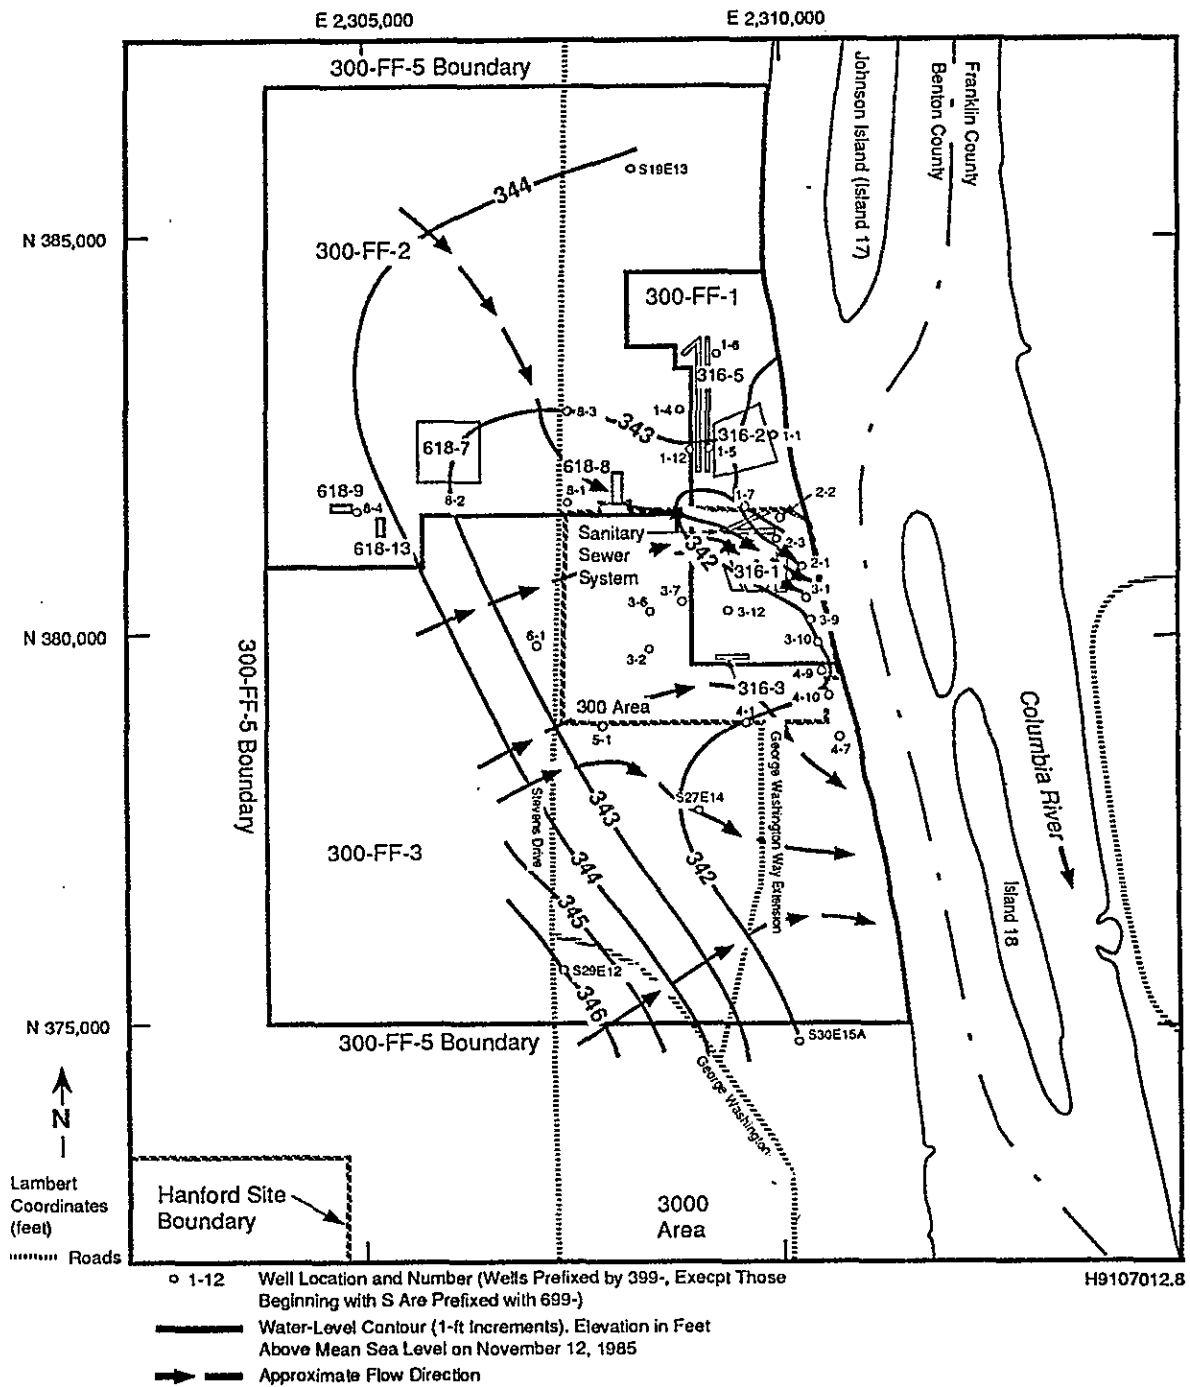 E 2,305,000
E 2,310,000
300-FF-5 Boundary
Johnson Island (Island 17)
Benton County
Franklin County
344
S19E13
N 385,000
300-FF-2
300-FF-1
1-6
316-5
8-3
343
1-4
316-2
1-1
1-12
1-5
618-7
618-8
618-9
8-4
8-2
8-1
1-7
2-2
618-13
Sanitary
Sewer
System
342
2-3
316-1
2-1
3-1
3-7
3-6
3-12
3-9
N 380,000
6-1
3-10
3-2
4-9
316-3
4-10
300 Area
4-1
5-1
4-7
300-FF-5 Boundary
Columbia River
George Washington Way Extension
Stevens Drive
S27E14
343
300-FF-3
344
342
345
Island 18
S29E12
346
N 375,000
300-FF-5 Boundary
S30E15A
George Washington
N
Lambert
Coordinates
(feet)
Roads
Hanford Site
Boundary
3000
Area
1-12 Well Location and Number (Wells Prefixed by 399-, Execpt Those
Beginning with S Are Prefixed with 699-)
H9107012.8
Water-Level Contour (1-ft Increments). Elevation in Feet
Above Mean Sea Level on November 12, 1985
Approximate Flow Direction